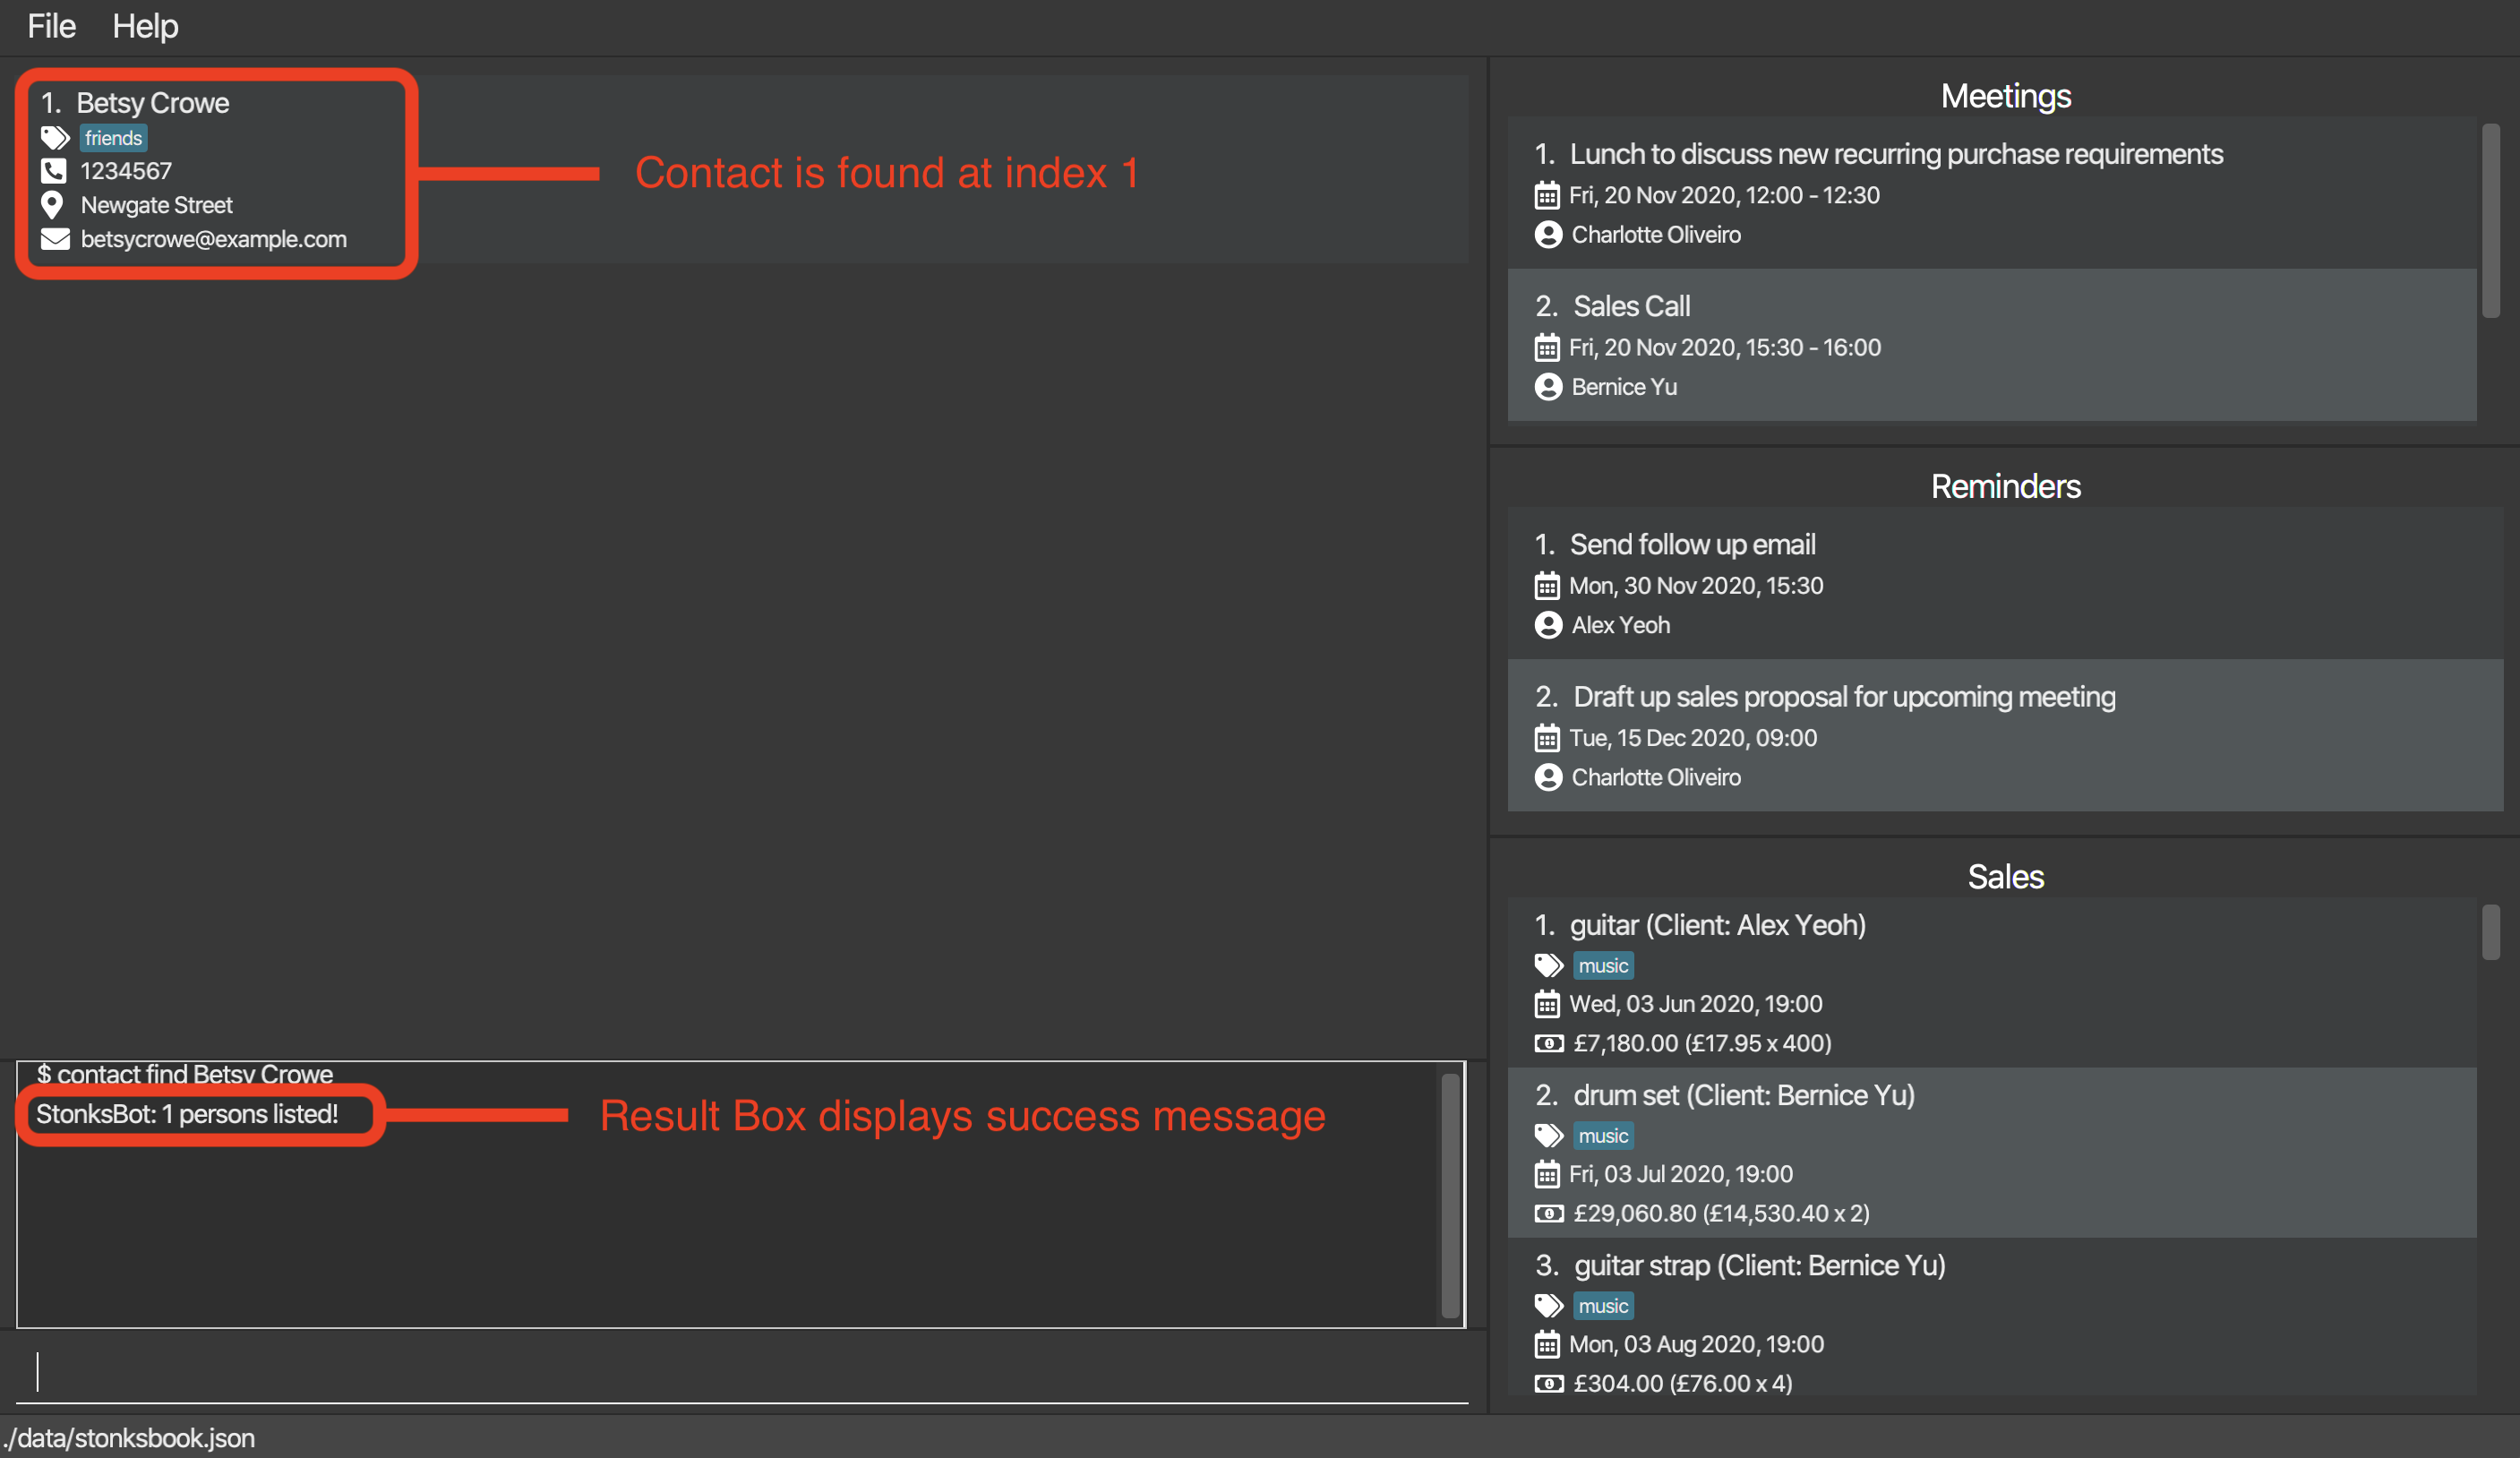 File Help
1. Betsy Crowe
friends
1234567
Newgate Street
betsycrowe@example.com
Contact is found at index 1
$ contact find Betsy Crowe
StonksBot: 1 persons listed!
Result Box displays success message
Meetings
1. Lunch to discuss new recurring purchase requirements
Fri, 20 Nov 2020, 12:00 - 12:30
Charlotte Oliveiro
2. Sales Call
Fri, 20 Nov 2020, 15:30 - 16:00
Bernice Yu
Reminders
1. Send follow up email
Mon, 30 Nov 2020, 15:30
Alex Yeoh
2. Draft up sales proposal for upcoming meeting
Tue, 15 Dec 2020, 09:00
Charlotte Oliveiro
Sales
1. guitar (Client: Alex Yeoh)
music
Wed, 03 Jun 2020, 19:00
£7,180.00 (£17.95 x 400)
2. drum set (Client: Bernice Yu)
music
Fri, 03 Jul 2020, 19:00
£29,060.80 (£14,530.40 x 2)
3. guitar strap (Client: Bernice Yu)
music
Mon, 03 Aug 2020, 19:00
£304.00 (£76.00 x 4)
./data/stonksbook.json